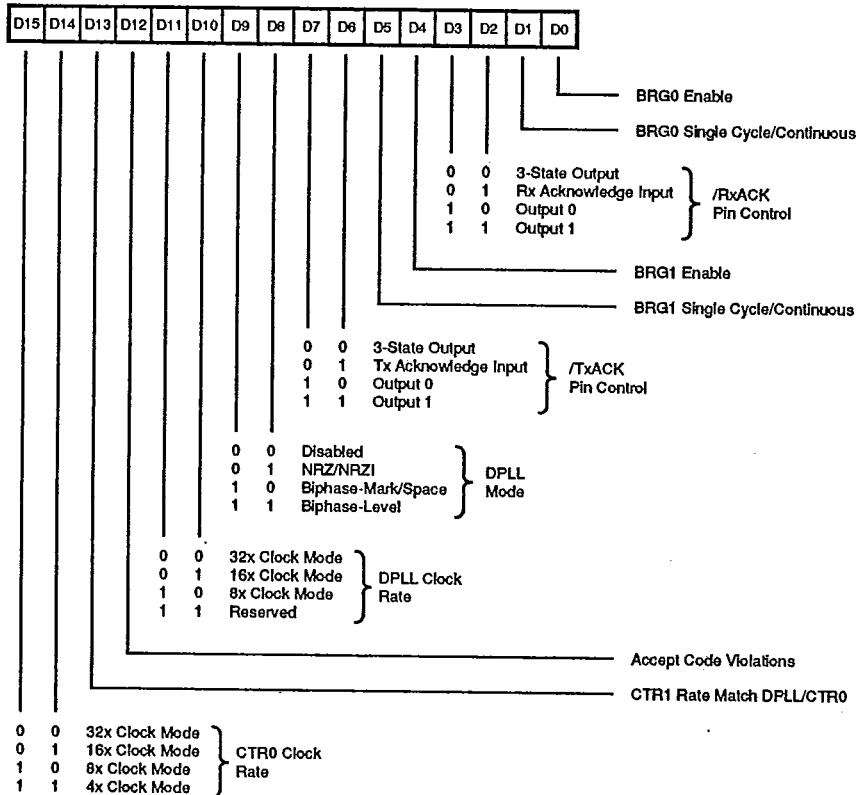 D15 D14 D13 D12 D11 D10 D9 D8 D7 D6 D5 D4 D3 D2 D1 D0
BRG0 Enable
BRG0 Single Cycle/Continuous
0 0 3-State Output
0 1 Rx Acknowledge Input
1 0 Output 0
1 1 Output 1
/RxACK
Pin Control
BRG1 Enable
BRG1 Single Cycle/Continuous
0 0 3-State Output
0 1 Tx Acknowledge Input
1 0 Output 0
1 1 Output 1
/TxACK
Pin Control
0 0 Disabled
0 1 NRZ/NRZI
1 0 Biphase-Mark/Space
1 1 Biphase-Level
DPLL
Mode
0 0 32x Clock Mode
0 1 16x Clock Mode
1 0 8x Clock Mode
1 1 Reserved
DPLL Clock
Rate
Accept Code Violations
CTR1 Rate Match DPLL/CTR0
0 0 32x Clock Mode
0 1 16x Clock Mode
1 0 8x Clock Mode
1 1 4x Clock Mode
CTR0 Clock
Rate